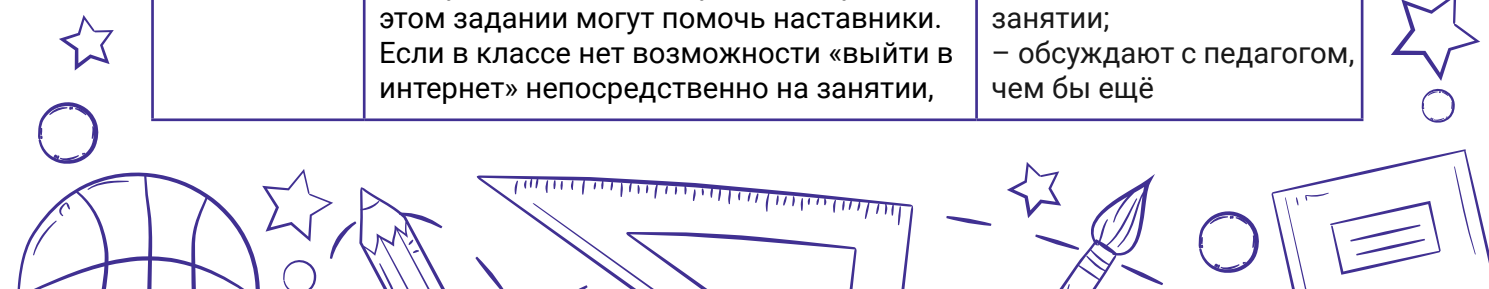 этом задании могут помочь наставники.
Если в классе нет возможности «выйти в
интернет» непосредственно на занятии,
занятии;
– обсуждают с педагогом,
чем бы ещё